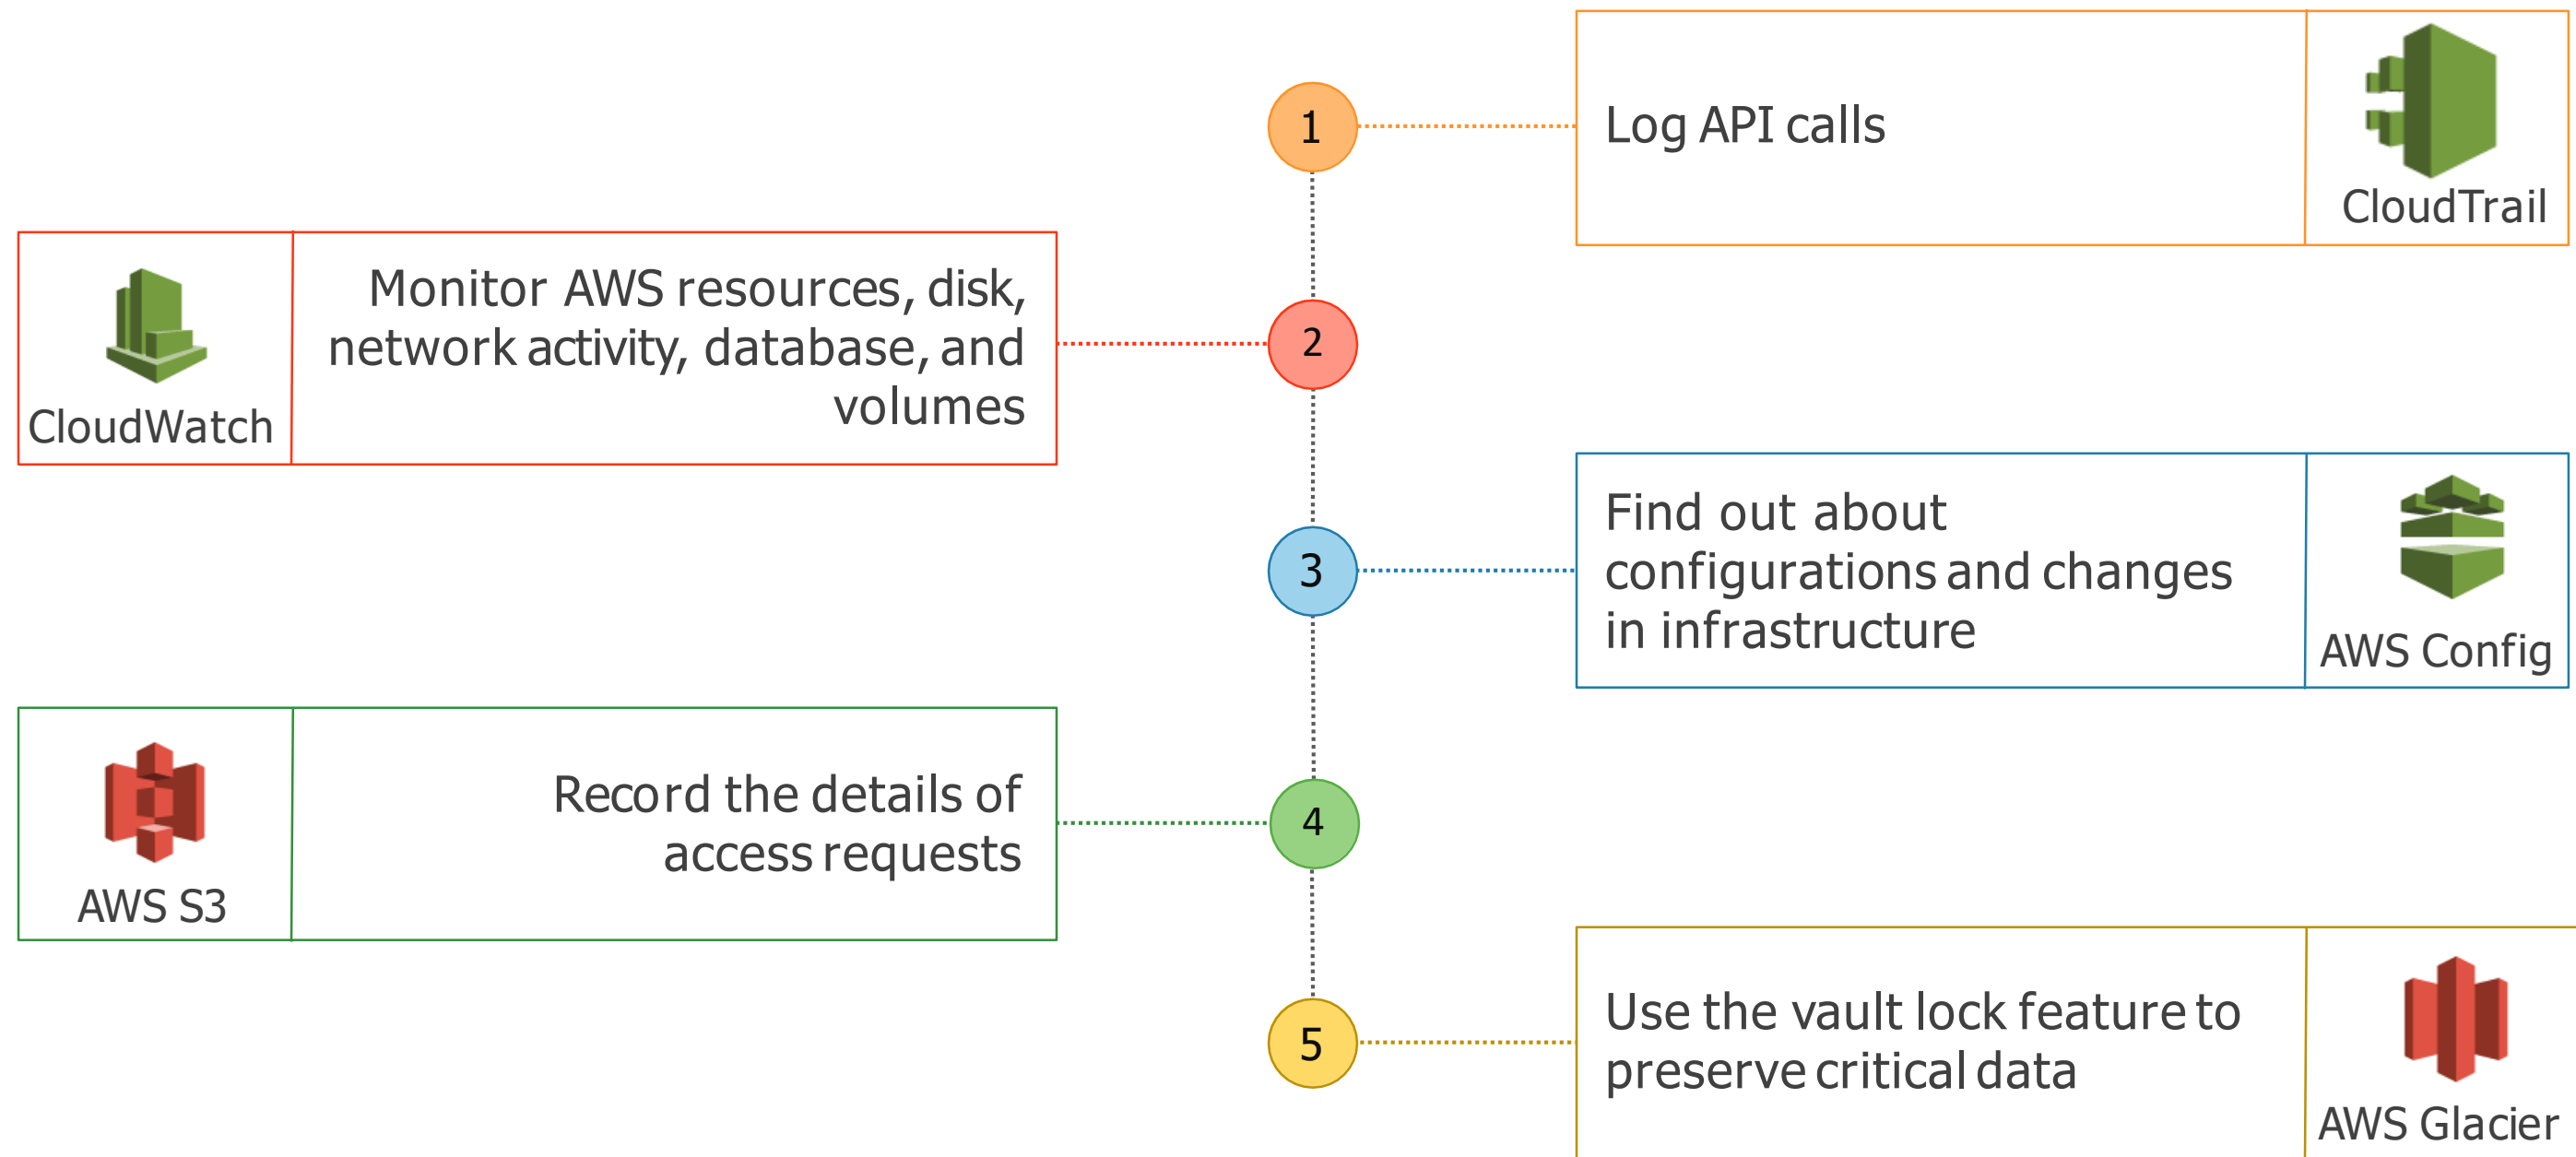 1
Log API calls
CloudTrail
Monitor AWS resources, disk,
network activity, database, and
volumes
CloudWatch
2
3
Find out about
configurations and changes
in infrastructure
AWS Config
Record the details of
access requests
AWS S3
4
5
Use the vault lock feature to
preserve critical data
AWS Glacier